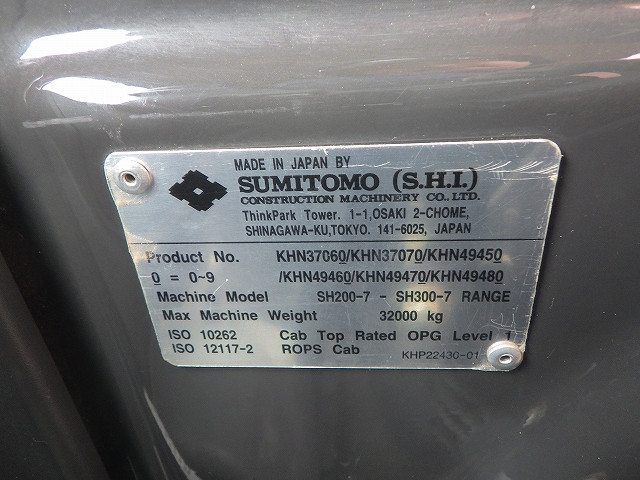 MADE IN JAPAN BY
SUMITOMO (S.H.I.)
CONSTRUCTION MACHINERY CO., LTD.
ThinkPark Tower. 1-1,OSAKI 2-CHOME,
SHINAGAWA-KU,TOKYO. 141-6025, JAPAN
Product No. KHN37060/KHN37070/KHN49450
0 = 0~9 /KHN49460/KHN49470/KHN49480
Machine Model SH200-7 - SH300-7 RANGE
Max Machine Weight 32000 kg
ISO 10262 Cab Top Rated OPG Level 1
ISO 12117-2 ROPS Cab
KHP22430-01